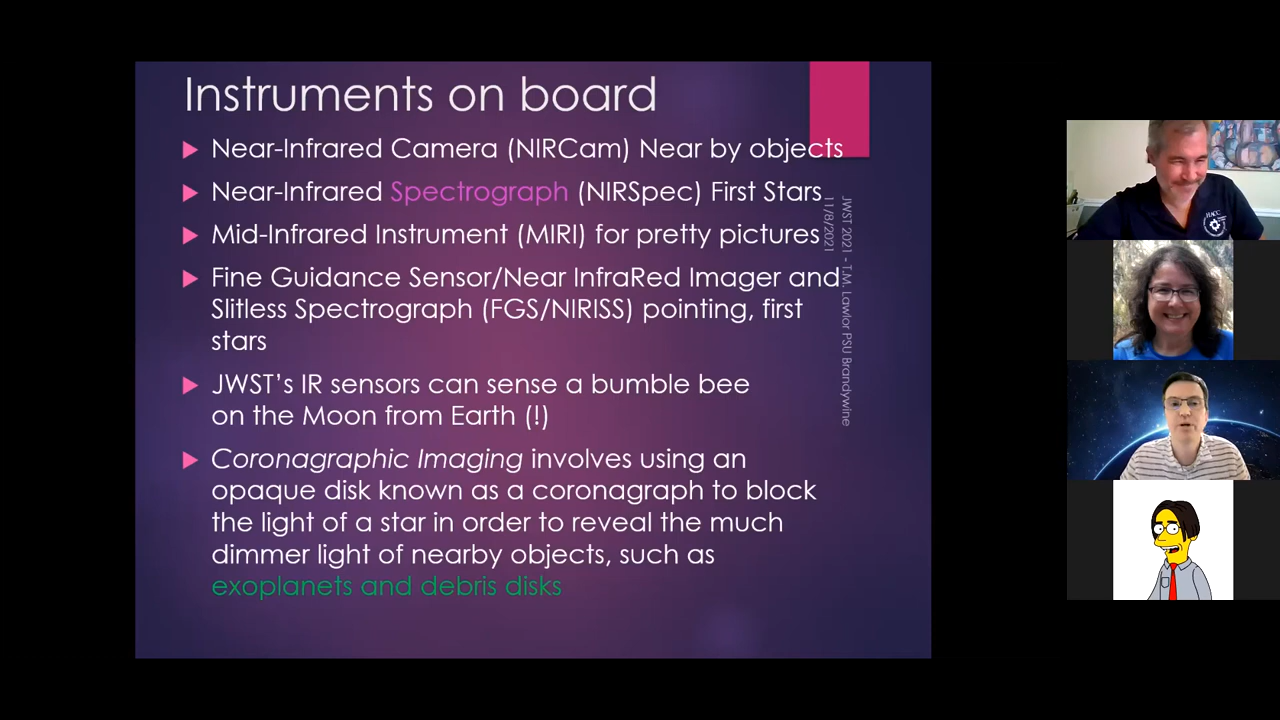 Instruments on board
Near-Infrared Camera (NIRCam) Near by objects
Near-Infrared Spectrograph (NIRSpec) First Stars
Mid-Infrared Instrument (MIRI) for pretty pictures
Fine Guidance Sensor/Near InfraRed Imager and
Slitless Spectrograph (FGS/NIRISS) pointing, first
stars
JWST's IR sensors can sense a bumble bee
on the Moon from Earth (!)
Coronagraphic Imaging involves using an
opaque disk known as a coronagraph to block
the light of a star in order to reveal the much
dimmer light of nearby objects, such as
exoplanets and debris disks
JWST 2021 - T.M. Lawlor PSU Brandywine
11/8/2021
HACC